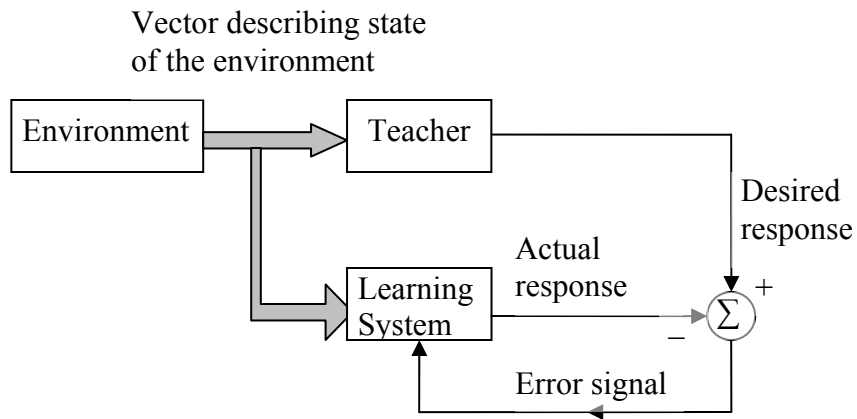 Vector describing state
of the environment
Environment
Teacher
Desired
response
Actual
response
Learning
System
+
Σ
−
Error signal